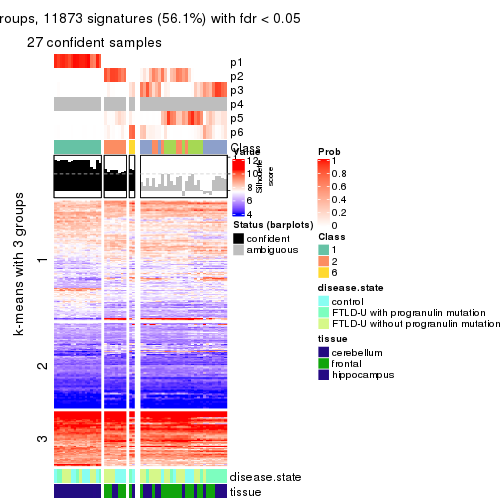 roups, 11873 signatures (56.1%) with fdr < 0.05
27 confident samples
p1
p2
p3
p4
p5
p6
Class
k-means with 3 groups
1
2
3
disease.state
tissue
Value
12
10
8
6
4
Silhouette
score
Status (barplots)
confident
ambiguous
Prob
1
0.8
0.6
0.4
0.2
0
Class
1
2
6
disease.state
control
FTLD-U with progranulin mutation
FTLD-U without progranulin mutation
tissue
cerebellum
frontal
hippocampus